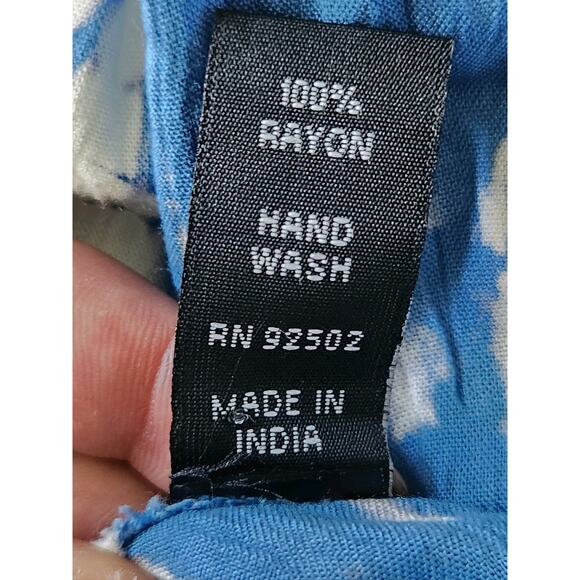 100%
RAYON
HAND
WASH
RN 92502
MADE IN
INDIA